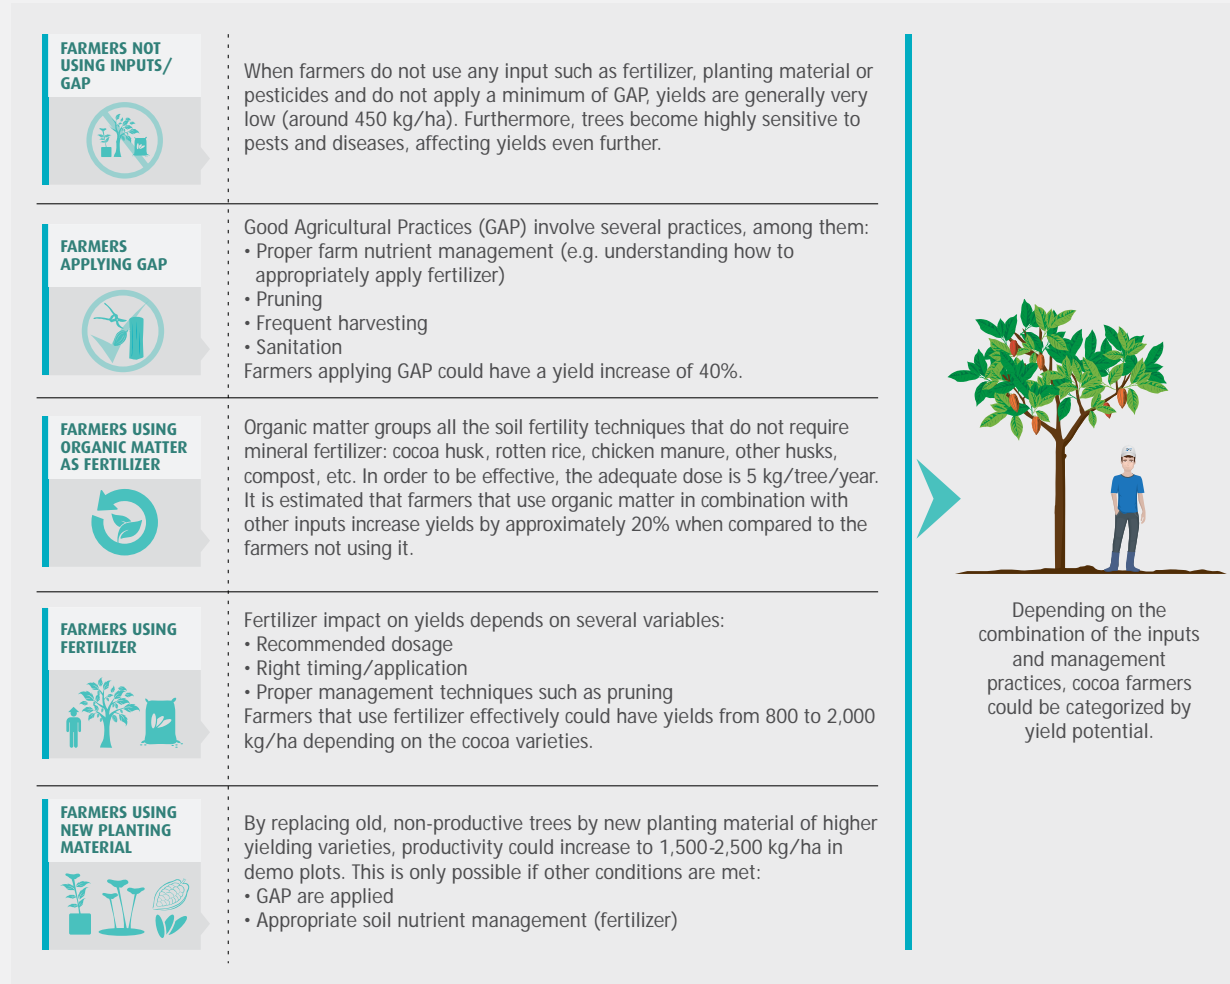 FARMERS NOT
USING INPUTS/
GAP
When farmers do not use any input such as fertilizer, planting material or
pesticides and do not apply a minimum of GAP, yields are generally very
low (around 450 kg/ha). Furthermore, trees become highly sensitive to
pests and diseases, affecting yields even further.
FARMERS
APPLYING GAP
Good Agricultural Practices (GAP) involve several practices, among them:
• Proper farm nutrient management (e.g. understanding how to
appropriately apply fertilizer)
• Pruning
• Frequent harvesting
• Sanitation
Farmers applying GAP could have a yield increase of 40%.
FARMERS USING
ORGANIC MATTER
AS FERTILIZER
Organic matter groups all the soil fertility techniques that do not require
mineral fertilizer: cocoa husk, rotten rice, chicken manure, other husks,
compost, etc. In order to be effective, the adequate dose is 5 kg/tree/year.
It is estimated that farmers that use organic matter in combination with
other inputs increase yields by approximately 20% when compared to the
farmers not using it.
FARMERS USING
FERTILIZER
Fertilizer impact on yields depends on several variables:
• Recommended dosage
• Right timing/application
• Proper management techniques such as pruning
Farmers that use fertilizer effectively could have yields from 800 to 2,000
kg/ha depending on the cocoa varieties.
FARMERS USING
NEW PLANTING
MATERIAL
By replacing old, non-productive trees by new planting material of higher
yielding varieties, productivity could increase to 1,500-2,500 kg/ha in
demo plots. This is only possible if other conditions are met:
• GAP are applied
• Appropriate soil nutrient management (fertilizer)
Depending on the
combination of the inputs
and management
practices, cocoa farmers
could be categorized by
yield potential.